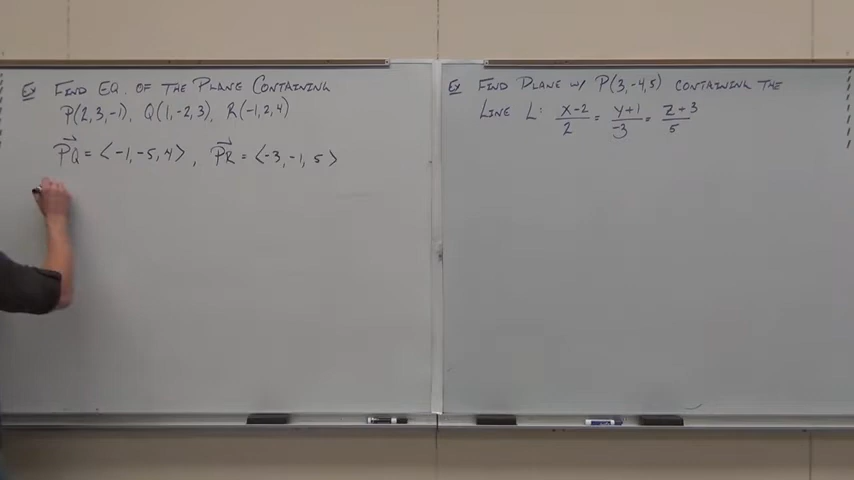 Ex FIND EQ. OF THE PLANE CONTAINING
P(2,3,-1), Q(1,-2,3), R(-1,2,4)
→PQ = <-1,-5,4>, →PR = <-3,-1,5>
Ex FIND PLANE W/ P(3,-4,5) CONTAINING THE
LINE L: (X-2)/2 = (Y+1)/-3 = (Z+3)/5